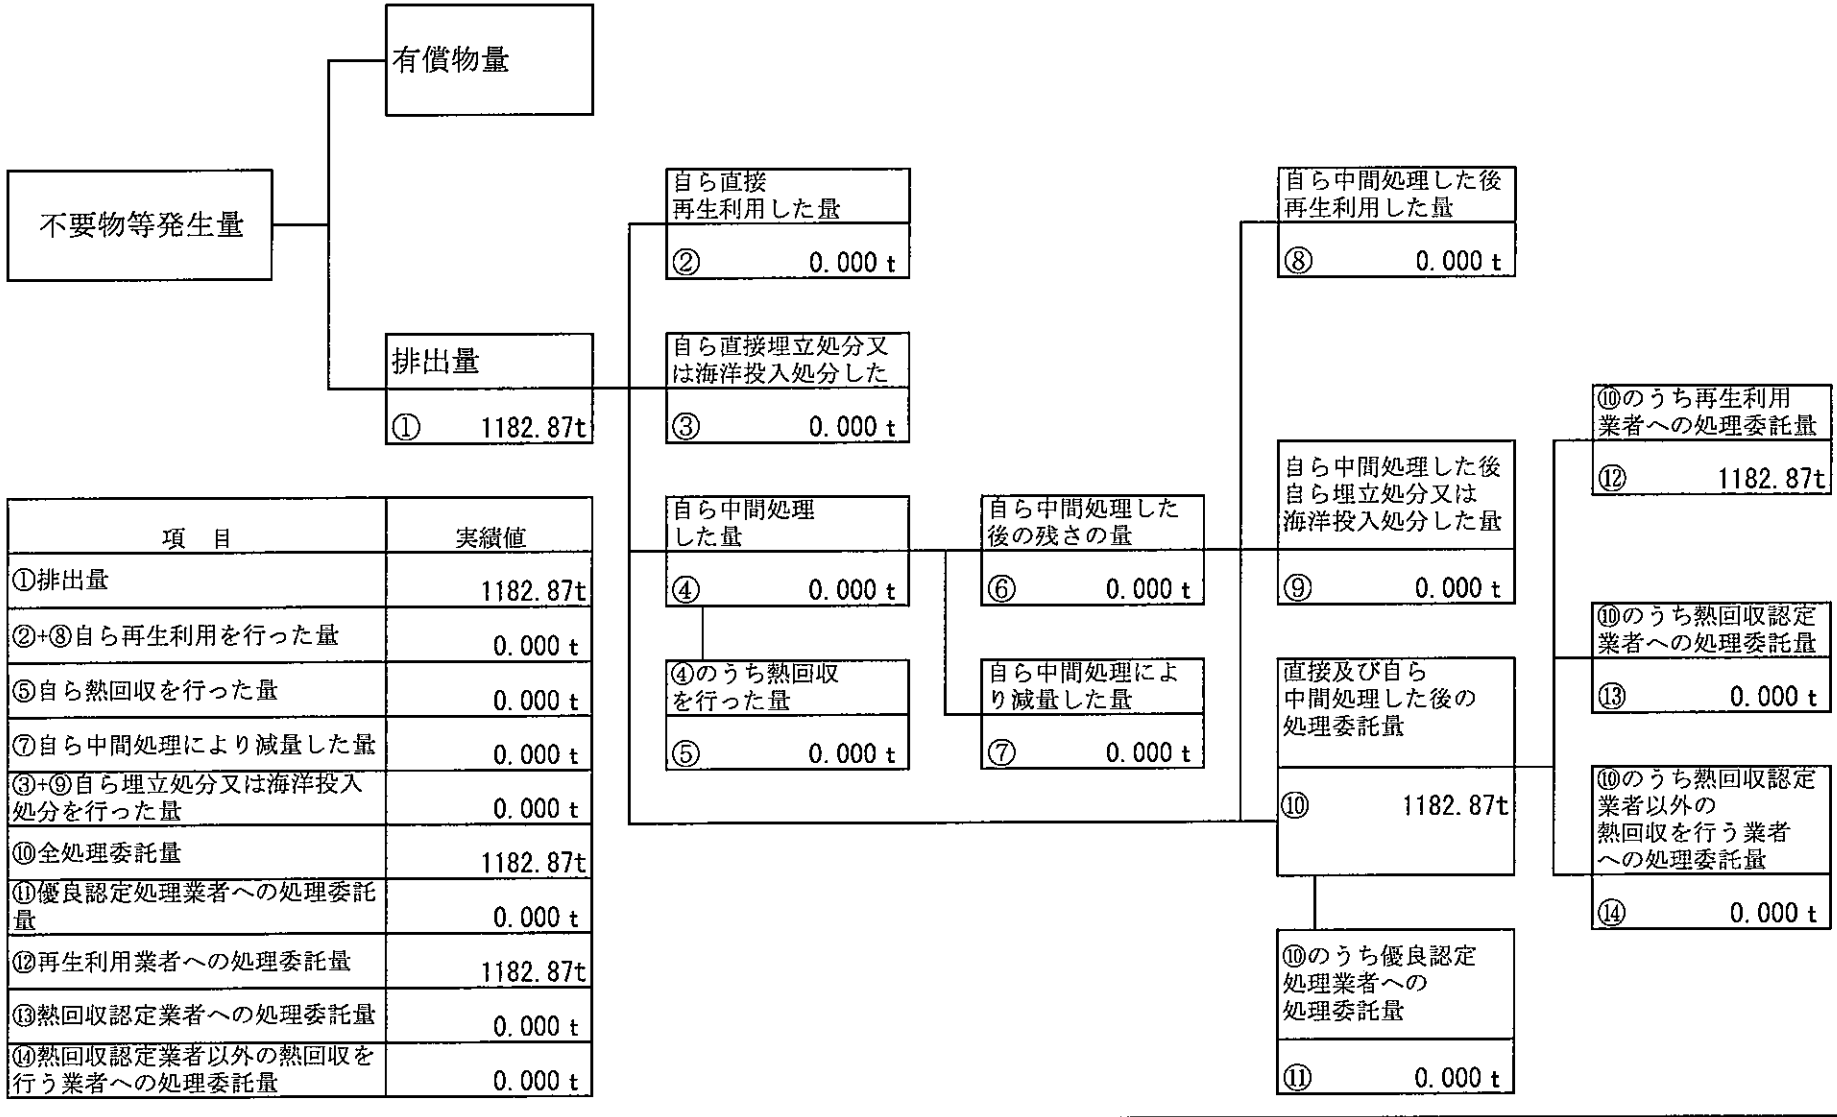 有償物量
不要物等発生量
排出量
① 1182.87t
自ら直接
再生利用した量
② 0.000 t
自ら直接埋立処分又
は海洋投入処分した
③ 0.000 t
自ら中間処理
した量
④ 0.000 t
④のうち熱回収
を行った量
⑤ 0.000 t
自ら中間処理した
後の残さの量
⑥ 0.000 t
自ら中間処理によ
り減量した量
⑦ 0.000 t
自ら中間処理した後
再生利用した量
⑧ 0.000 t
自ら中間処理した後
自ら埋立処分又は
海洋投入処分した量
⑨ 0.000 t
直接及び自ら
中間処理した後の
処理委託量
⑩ 1182.87t
⑩のうち優良認定
処理業者への
処理委託量
⑪ 0.000 t
⑩のうち再生利用
業者への処理委託量
⑫ 1182.87t
⑩のうち熱回収認定
業者への処理委託量
⑬ 0.000 t
⑩のうち熱回収認定
業者以外の
熱回収を行う業者
への処理委託量
⑭ 0.000 t
項 目 実績値
①排出量 1182.87t
②+⑧自ら再生利用を行った量 0.000 t
⑤自ら熱回収を行った量 0.000 t
⑦自ら中間処理により減量した量 0.000 t
③+⑨自ら埋立処分又は海洋投入
処分を行った量 0.000 t
⑩全処理委託量 1182.87t
⑪優良認定処理業者への処理委託
量 0.000 t
⑫再生利用業者への処理委託量 1182.87t
⑬熱回収認定業者への処理委託量 0.000 t
⑭熱回収認定業者以外の熱回収を
行う業者への処理委託量 0.000 t